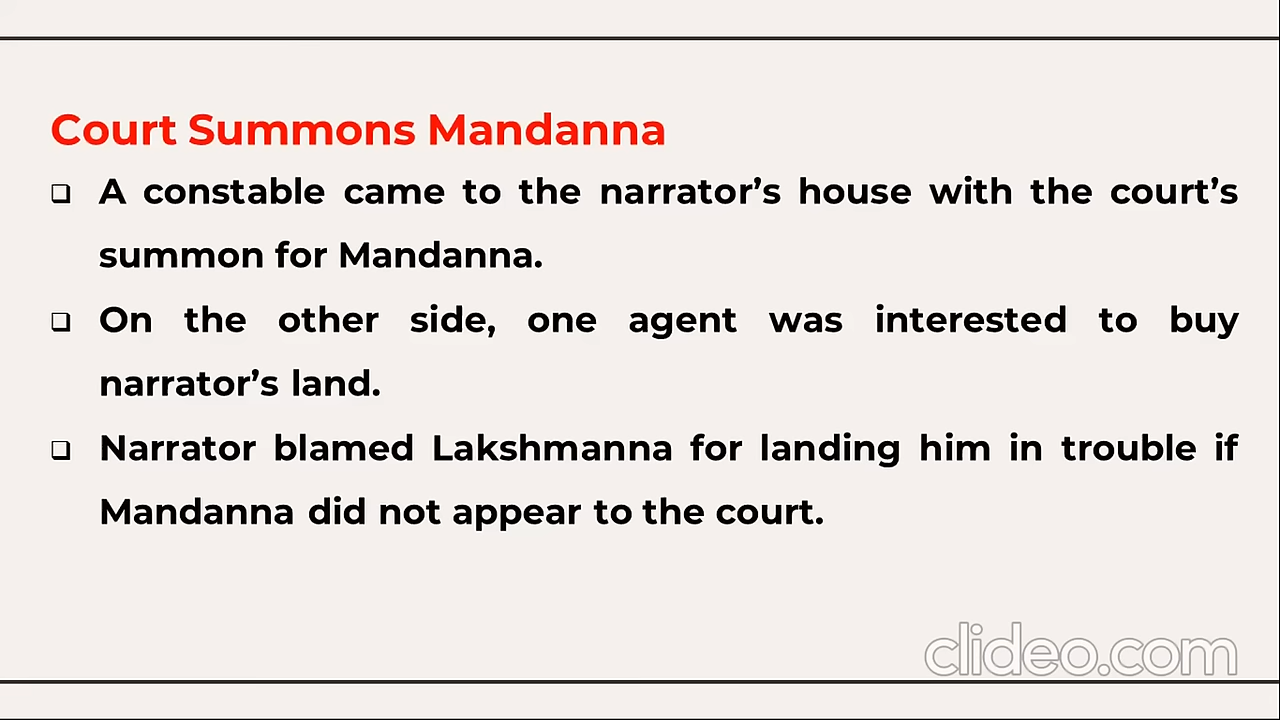 Court Summons Mandanna
❑ A constable came to the narrator’s house with the court’s
summon for Mandanna.
❑ On the other side, one agent was interested to buy
narrator’s land.
❑ Narrator blamed Lakshmanna for landing him in trouble if
Mandanna did not appear to the court.
clideo.com